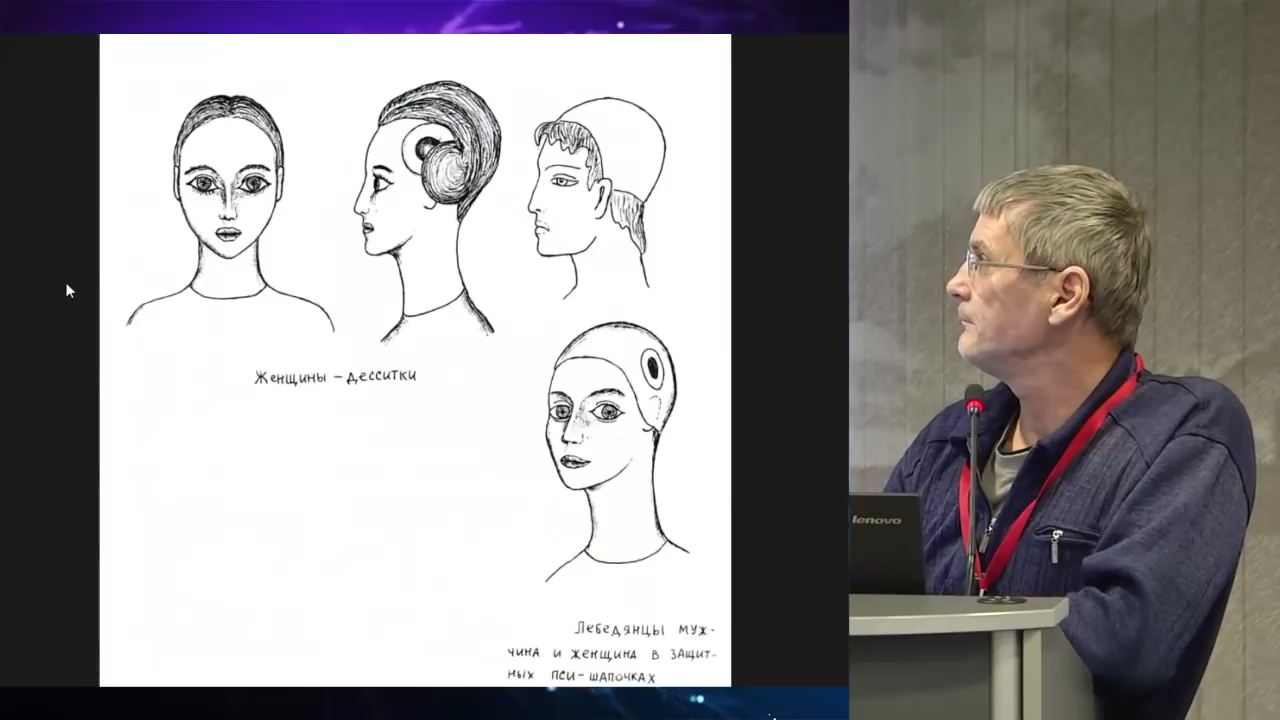 Женщины – десситки
Лебедянцы муж-
чина и женщина в защит-
ных пси-шапочках
lenovo